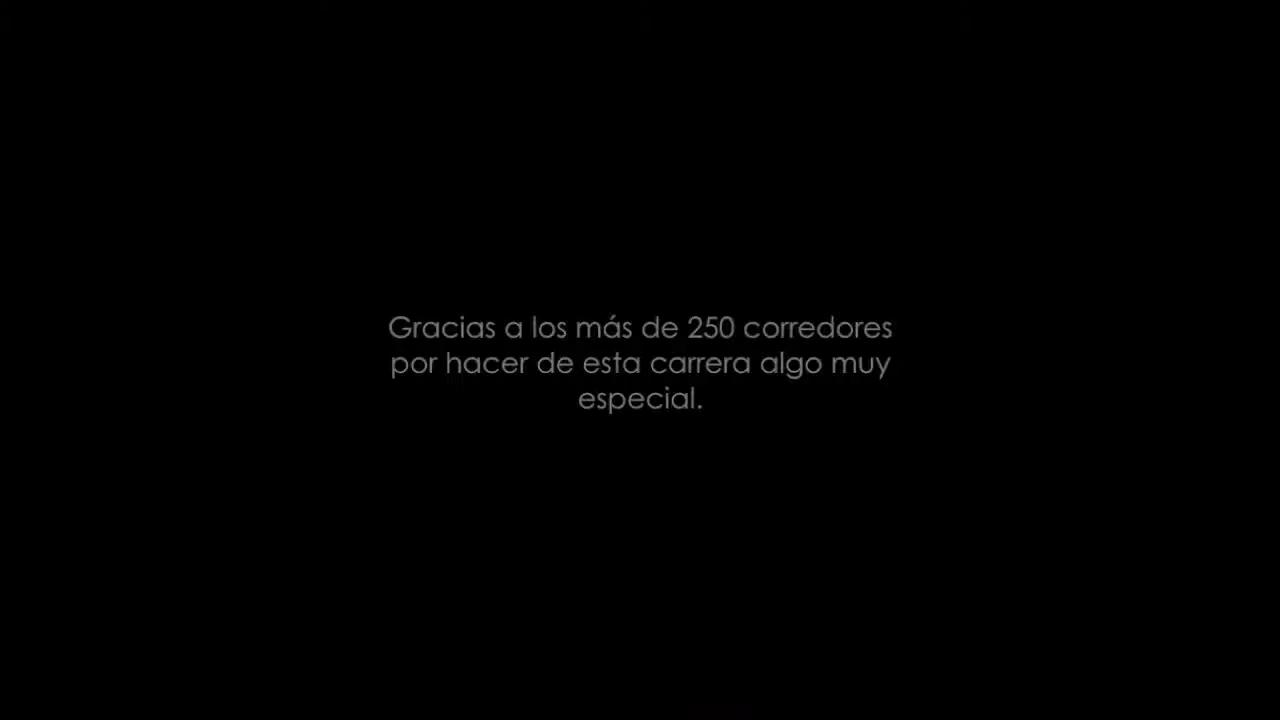 Gracias a los más de 250 corredores
por hacer de esta carrera algo muy
especial.